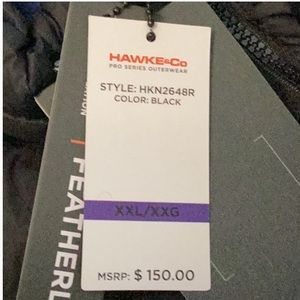 HAWKE&Co
PRO SERIES OUTERWEAR
STYLE: HKN2648R
COLOR: BLACK
XXL/XXG
MSRP: $ 150.00
FEATHERL